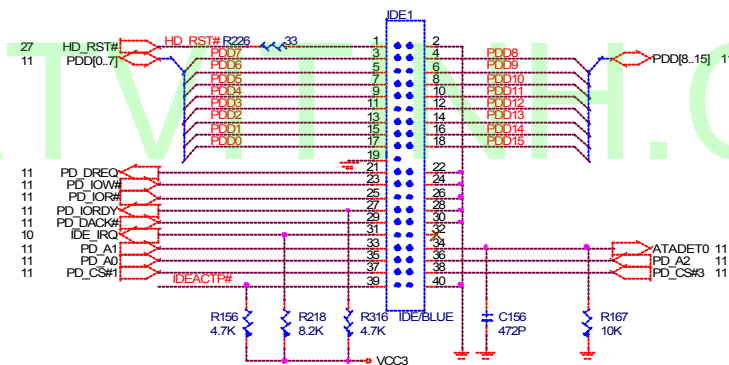 IDE1
27 HD_RST# HD_RST# R226 33 1 2
11 PDD[0..7] PDD7 3 4 PDD8 PDD[8..15] 11
PDD6 5 6 PDD9
PDD5 7 8 PDD10
PDD4 9 10 PDD11
PDD3 11 12 PDD12
PDD2 13 14 PDD13
PDD1 15 16 PDD14
PDD0 17 18 PDD15
19
11 PD_DREQ 21 22
11 PD_IOW# 23 24
11 PD_IOR# 25 26
11 PD_IORDY 27 28
11 PD_DACK# 29 30
10 IDE_IRQ 31 32
11 PD_A1 33 34 ATADET0 11
11 PD_A0 35 36 PD_A2 11
11 PD_CS#1 37 38 PD_CS#3 11
IDEACTP# 39 40
R156 R218 R316 IDE/BLUE C156 R167
4.7K 8.2K 4.7K 472P 10K
VCC3